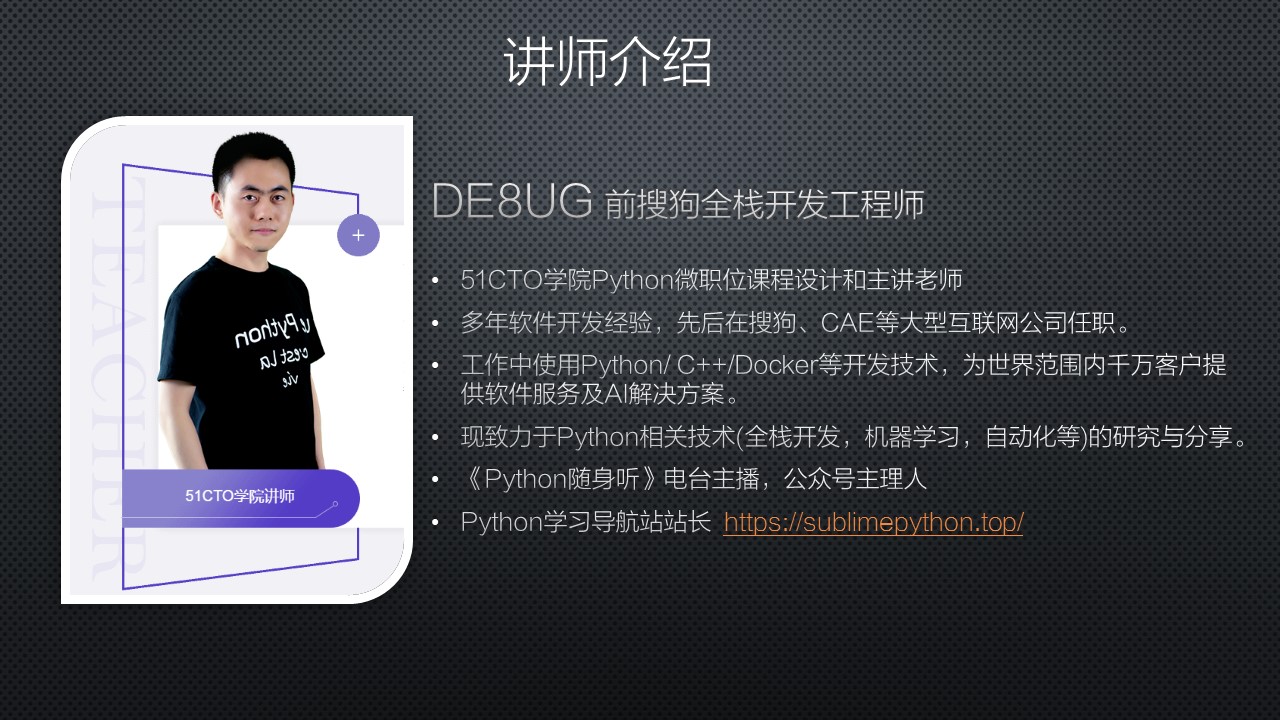 讲师介绍
TEACHER
+
ν Python
c'est La
vie
51CTO学院讲师
DE8UG 前搜狗全栈开发工程师
• 51CTO学院Python微职位课程设计和主讲老师
• 多年软件开发经验，先后在搜狗、CAE等大型互联网公司任职。
• 工作中使用Python/ C++/Docker等开发技术，为世界范围内千万客户提
供软件服务及AI解决方案。
• 现致力于Python相关技术(全栈开发，机器学习，自动化等)的研究与分享。
• 《Python随身听》电台主播，公众号主理人
• Python学习导航站站长 https://sublimepython.top/